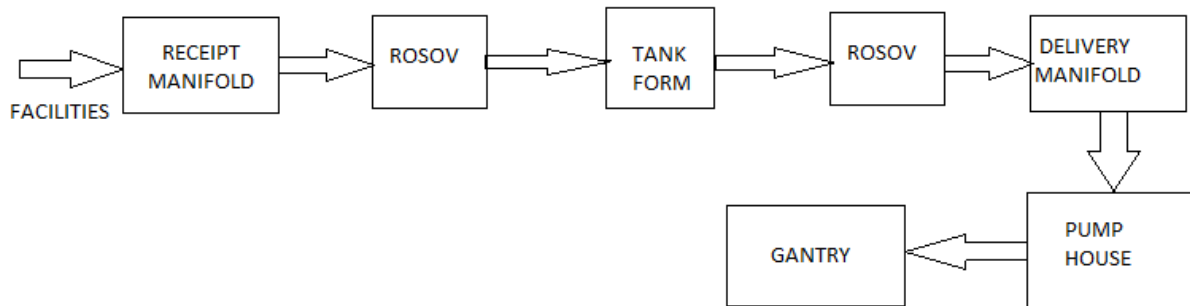 FACILITIES
RECEIPT
MANIFOLD
ROSOV
TANK
FORM
ROSOV
DELIVERY
MANIFOLD
PUMP
HOUSE
GANTRY